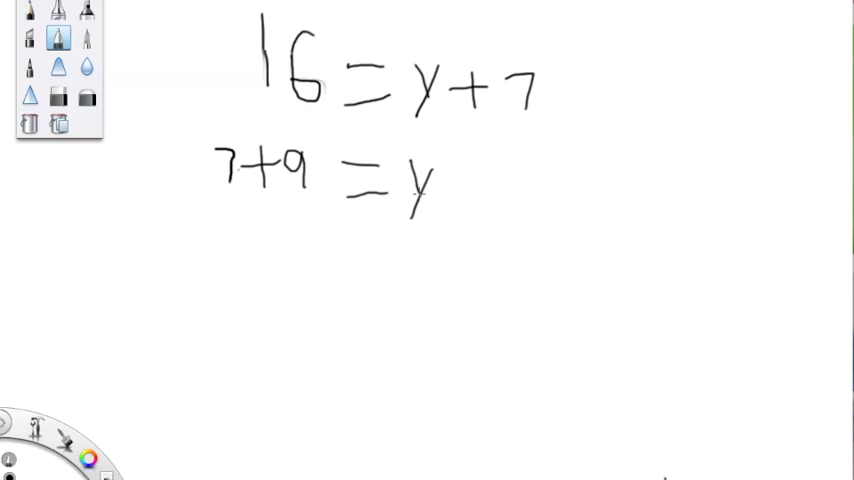 16 = y + 7
7 + 9 = y